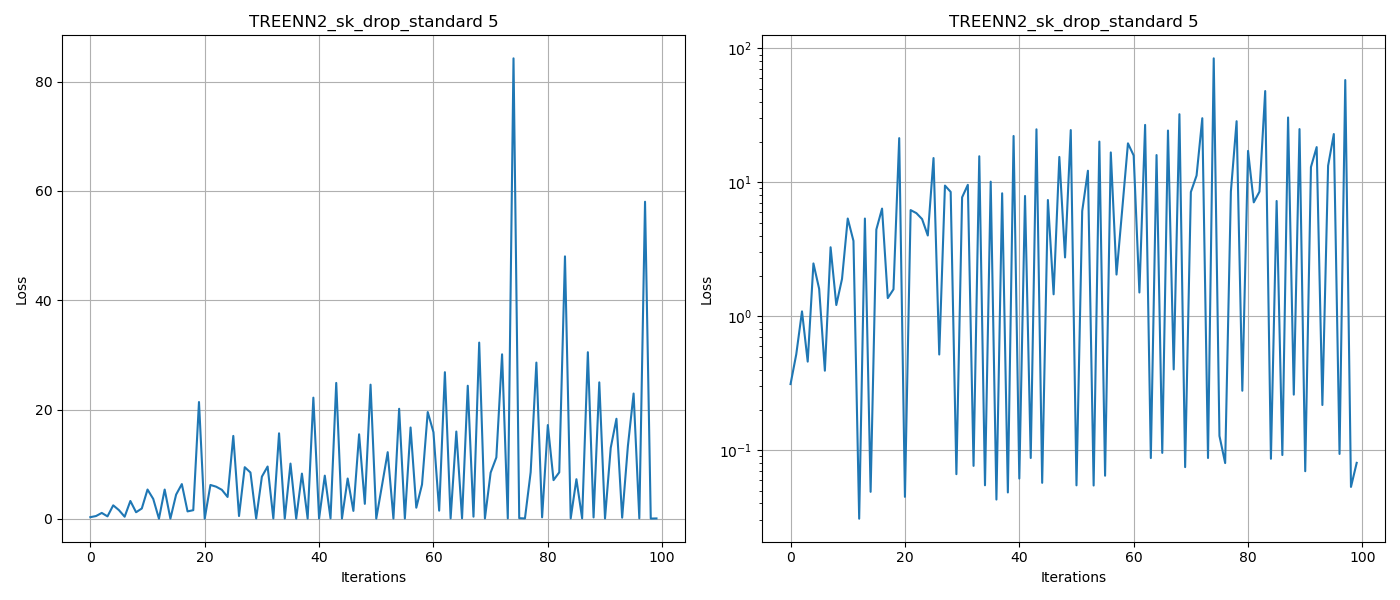 TREENN2_sk_drop_standard 5
Loss
80
60
40
20
0
0 20 40 60 80 100
Iterations
TREENN2_sk_drop_standard 5
Loss
10²
10¹
10⁰
10⁻¹
0 20 40 60 80 100
Iterations